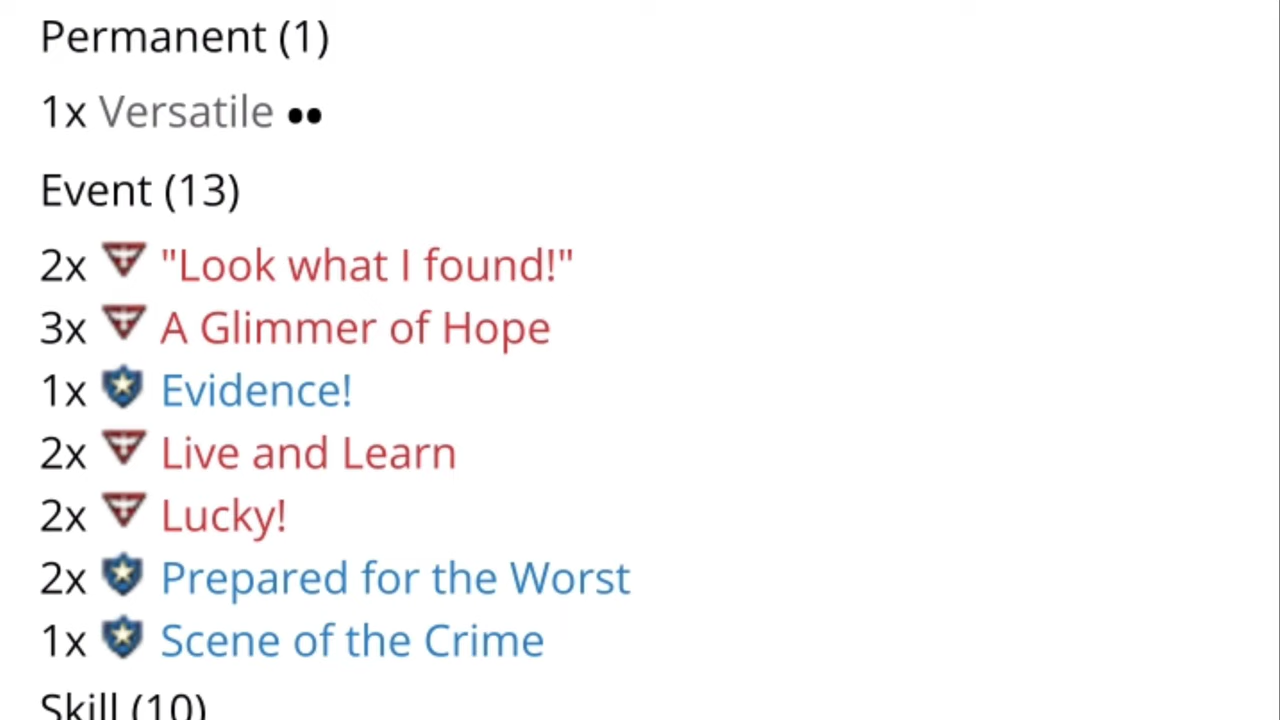 Permanent (1)
1x Versatile ••
Event (13)
2x "Look what I found!"
3x A Glimmer of Hope
1x Evidence!
2x Live and Learn
2x Lucky!
2x Prepared for the Worst
1x Scene of the Crime
Skill (10)